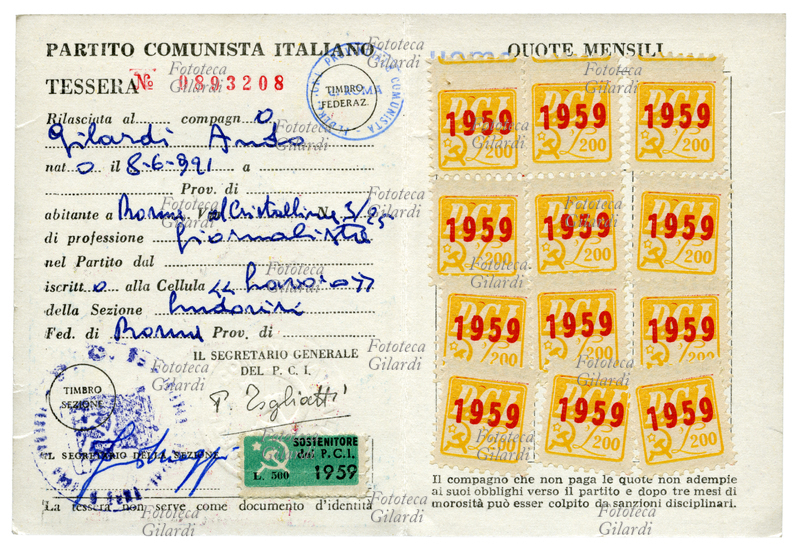 PARTITO COMUNISTA ITALIANO
TESSERA № 0893208
TIMBRO FEDERAZ.
Rilasciata al...... compagn o
Gilardi Ando
nat. o il 8-6-921 a
Prov. di
abitante a Roma V.
di professione giornalista
nel Partito dal
iscritt. o alla Cellula
della Sezione
Fed. di Roma Prov. di
IL SEGRETARIO GENERALE
DEL P. C. I.
P. Togliatti
TIMBRO
SEZIONE
IL SEGRETARIO DELLA SEZIONE
SOSTENITORE
del P.C.I.
L. 500 1959
La tessera non serve come documento d'identità
QUOTE MENSILI
PCI 1959 200
PCI 1959 200
PCI 1959 200
PCI 1959 200
PCI 1959 200
PCI 1959 200
PCI 1959 200
PCI 1959 200
PCI 1959 200
PCI 1959 200
PCI 1959 200
PCI 1959 200
Il compagno che non paga le quote non adempie
ai suoi obblighi verso il partito e dopo tre mesi di
morosità può esser colpito da sanzioni disciplinari.
Fototeca
Gilardi